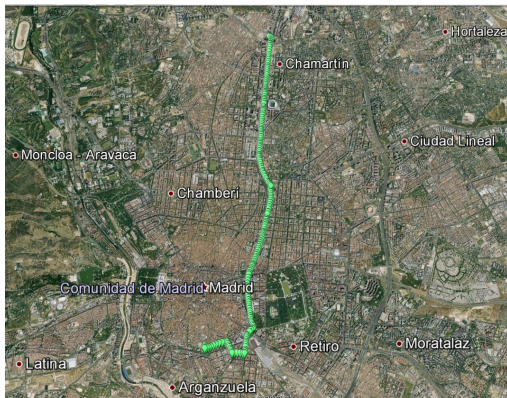 Hortaleza
Chamartín
Ciudad Lineal
Moncloa - Aravaca
Chamberí
Comunidad de Madrid
Madrid
Retiro
Moratalaz
Latina
Arganzuela